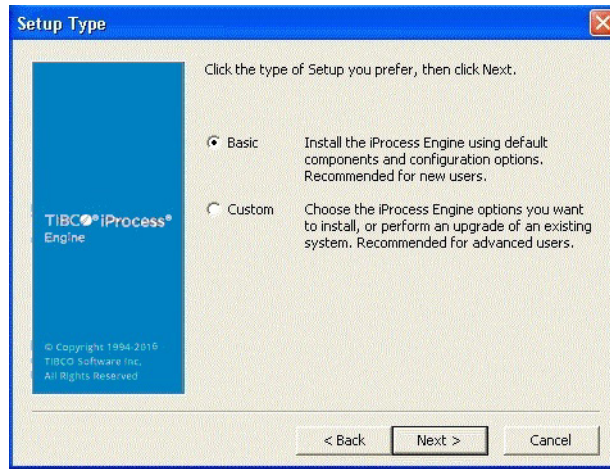 Setup Type
Click the type of Setup you prefer, then click Next.
Basic
Install the iProcess Engine using default
components and configuration options.
Recommended for new users.
Custom
Choose the iProcess Engine options you want
to install, or perform an upgrade of an existing
system. Recommended for advanced users.
TIBCO® iProcess®
Engine
© Copyright 1994-2016
TIBCO Software Inc.
All Rights Reserved
< Back
Next >
Cancel